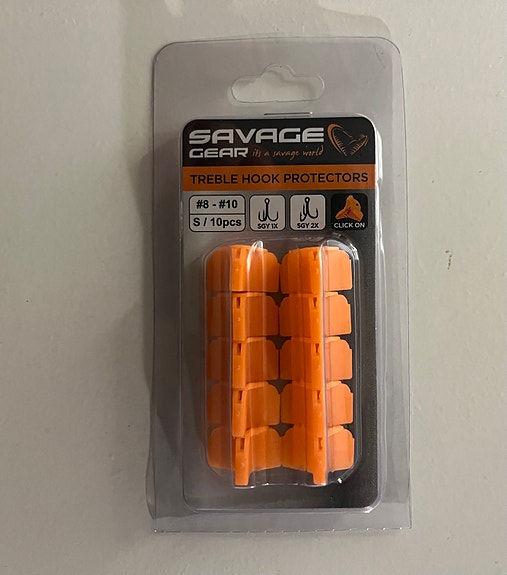 SAVAGE
GEAR it's a savage world
TREBLE HOOK PROTECTORS
#8 - #10
S / 10pcs
SGY 1X
SGY 2X
CLICK ON